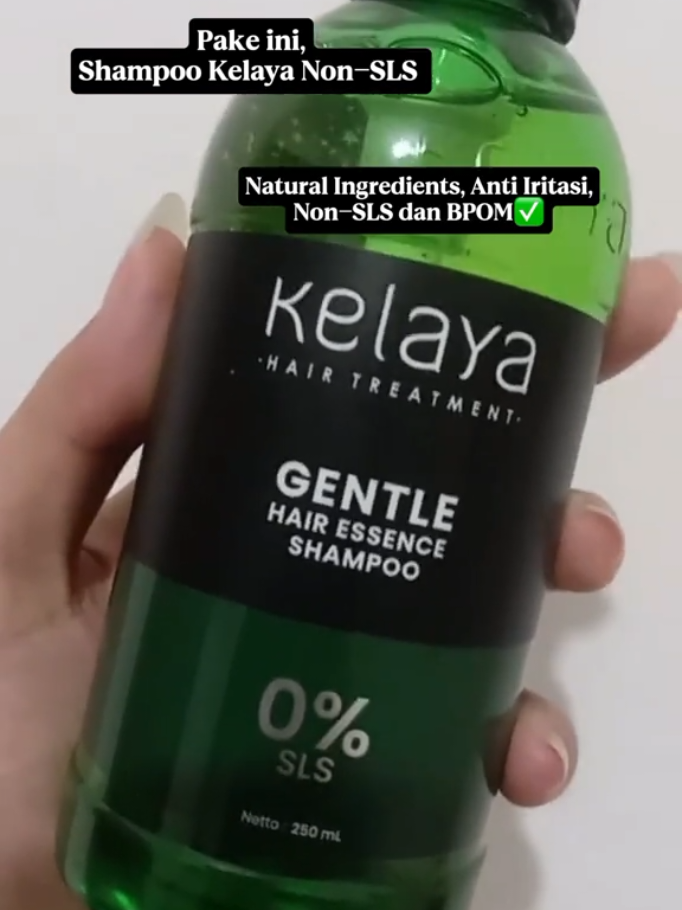 Pake ini,
Shampoo Kelaya Non-SLS
Natural Ingredients, Anti Iritasi,
Non-SLS dan BPOM✅
Kelaya
·HAIR TREATMENT·
GENTLE
HAIR ESSENCE
SHAMPOO
0%
SLS
Netto : 250 mL